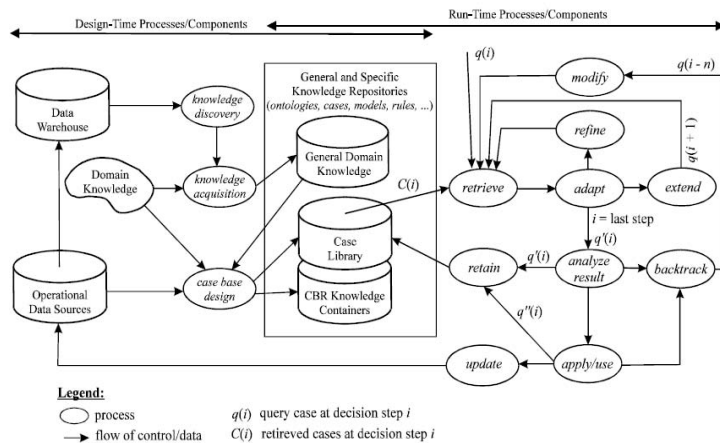 Design-Time Processes/Components
Run-Time Processes/Components
General and Specific
Knowledge Repositories
(ontologies, cases, models, rules, ...)
q(i)
q(i - n)
modify
Data
Warehouse
knowledge
discovery
refine
q(i + 1)
General Domain
Knowledge
Domain
Knowledge
knowledge
acquisition
C(i)
retrieve
adapt
extend
i = last step
q'(i)
Case
Library
retain
q'(i)
analyze
result
backtrack
Operational
Data Sources
case base
design
CBR Knowledge
Containers
q''(i)
update
apply/use
Legend:
process
q(i) query case at decision step i
flow of control/data
C(i) retireved cases at decision step i